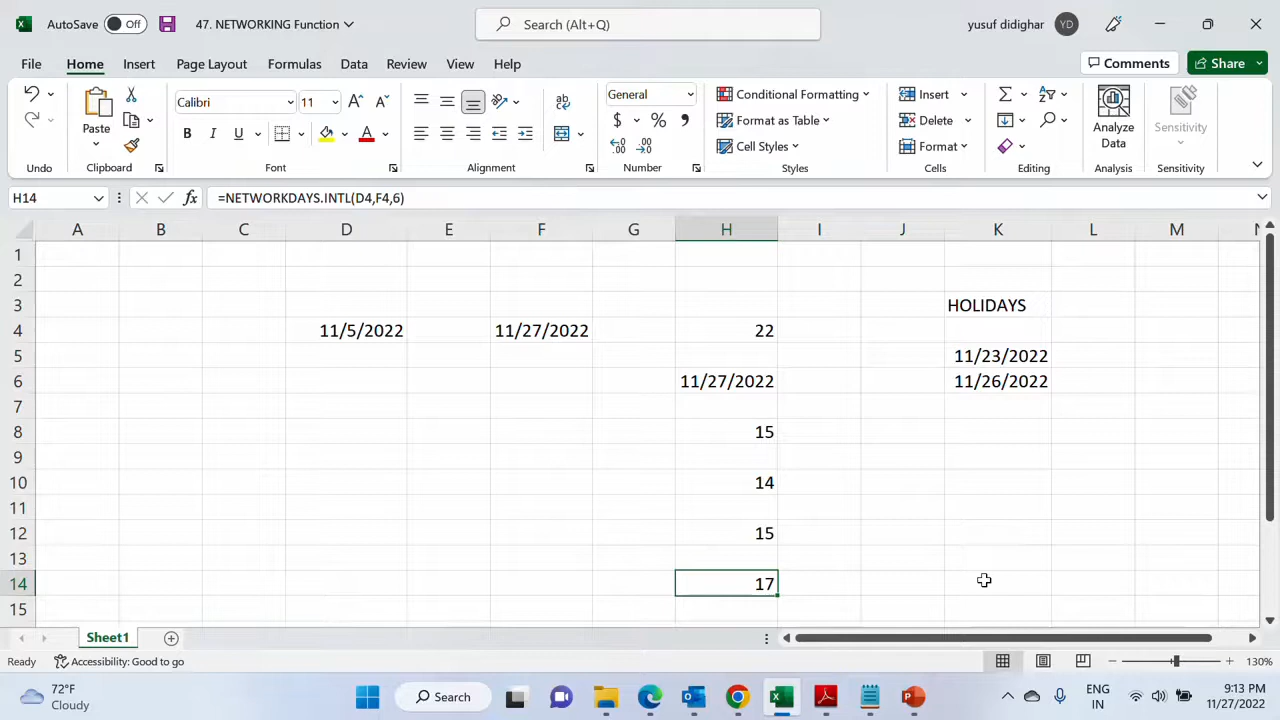 AutoSave Off 47. NETWORKING Function Search (Alt+Q) yusuf didighar YD
File Home Insert Page Layout Formulas Data Review View Help Comments Share
Calibri 11 General Conditional Formatting Insert
Paste Format as Table Delete Analyze Data Sensitivity
B I U A $ % Cell Styles Format
Undo Clipboard Font Alignment Number Styles Cells Editing Analysis Sensitivity
H14 fx =NETWORKDAYS.INTL(D4,F4,6)
A B C D E F G H I J K L M N
1
2
3 HOLIDAYS
4 11/5/2022 11/27/2022 22
5 11/23/2022
6 11/27/2022 11/26/2022
7
8 15
9
10 14
11
12 15
13
14 17
15
Sheet1
Ready Accessibility: Good to go 130%
72°F
Cloudy
Search
ENG
IN
9:13 PM
11/27/2022